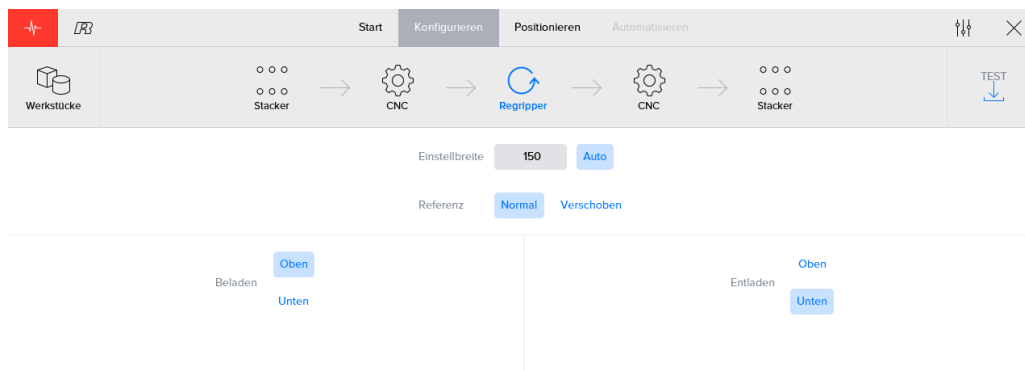 Start Konfigurieren Positionieren Automatisieren
TEST
Werkstücke Stacker CNC Regripper CNC Stacker
Einstellbreite 150 Auto
Referenz Normal Verschoben
Oben Oben
Beladen Entladen
Unten Unten